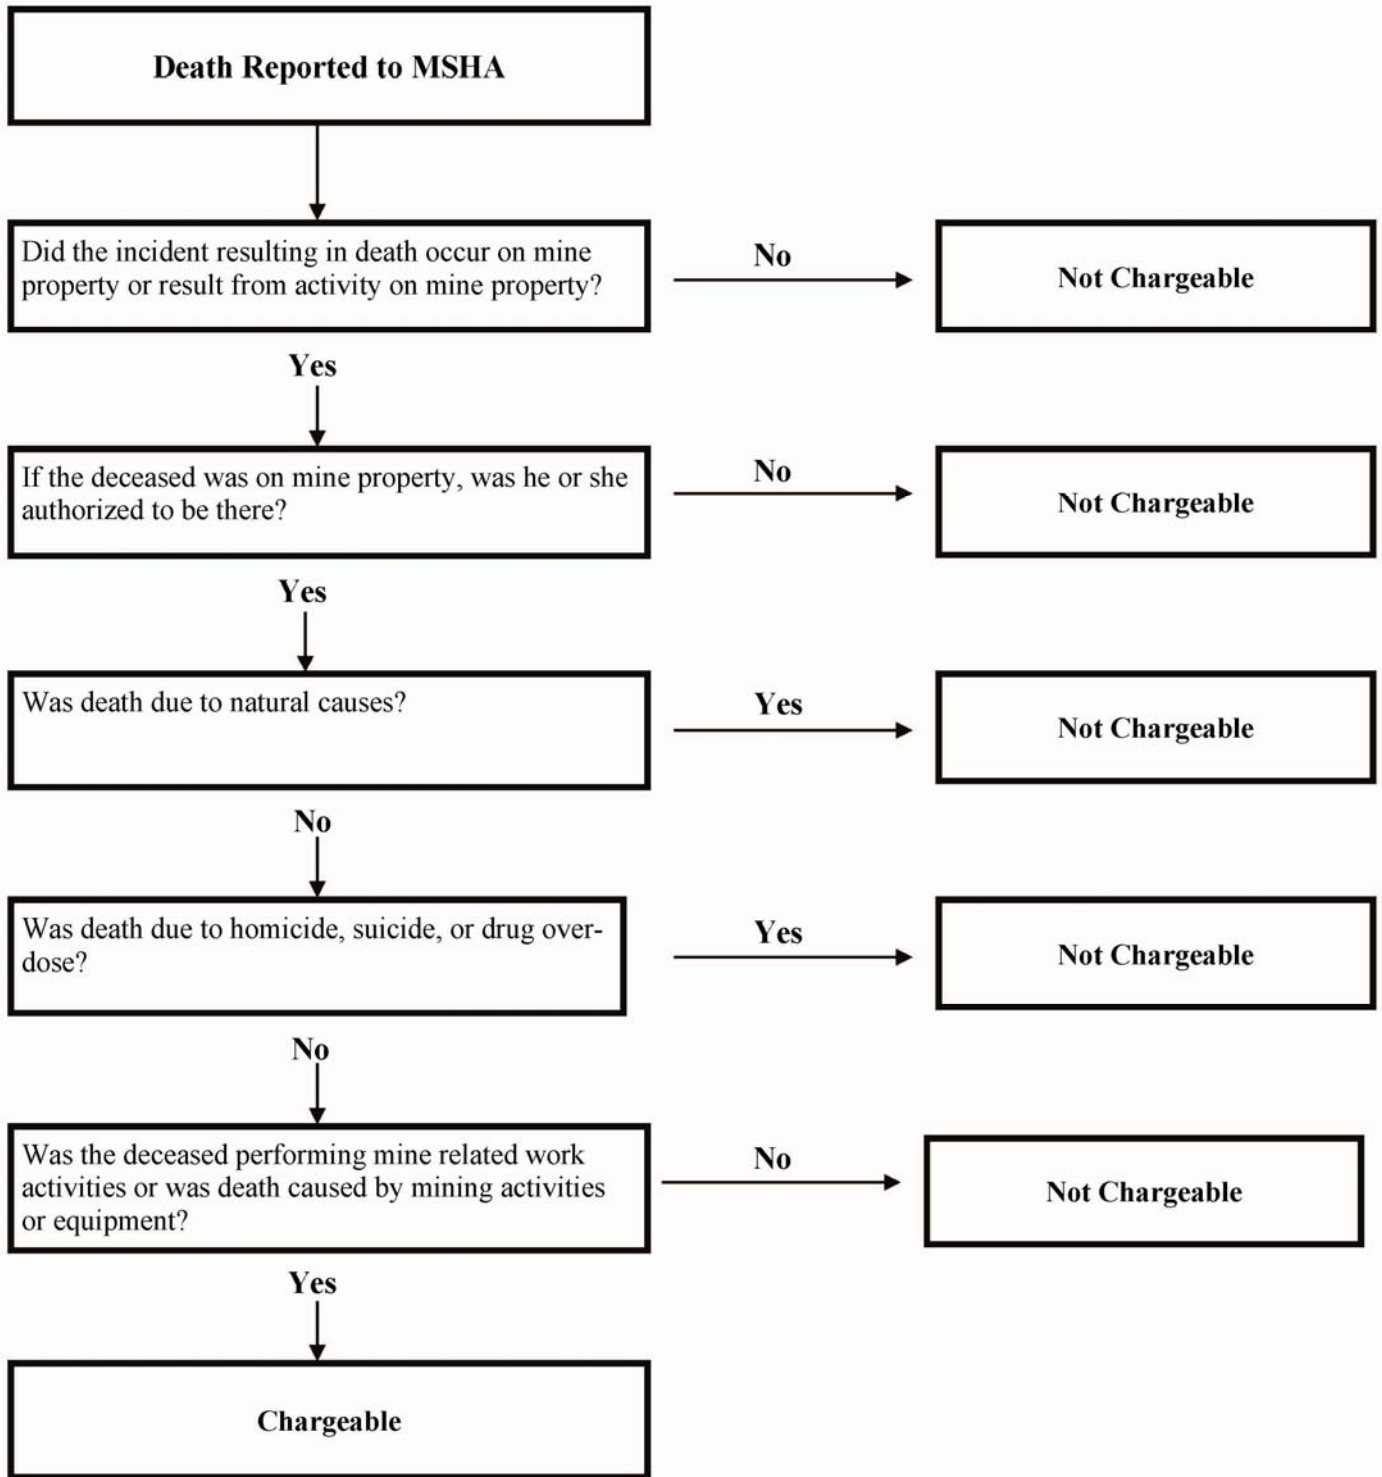 Death Reported to MSHA
Did the incident resulting in death occur on mine
property or result from activity on mine property?
No
Not Chargeable
Yes
If the deceased was on mine property, was he or she
authorized to be there?
No
Not Chargeable
Yes
Was death due to natural causes?
Yes
Not Chargeable
No
Was death due to homicide, suicide, or drug over-
dose?
Yes
Not Chargeable
No
Was the deceased performing mine related work
activities or was death caused by mining activities
or equipment?
No
Not Chargeable
Yes
Chargeable